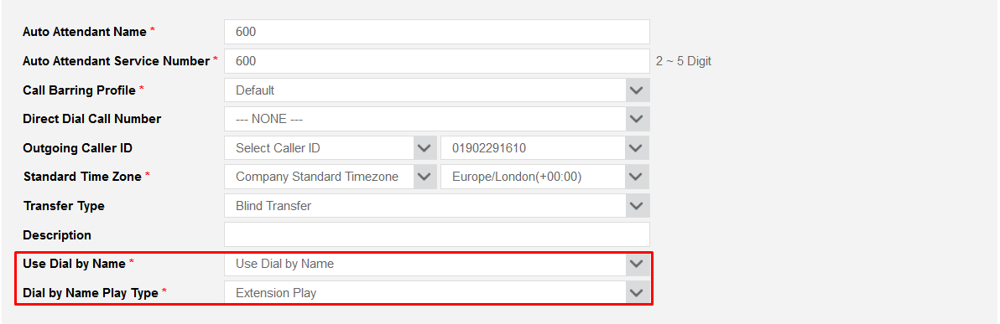 Auto Attendant Name * 600
Auto Attendant Service Number * 600 2 ~ 5 Digit
Call Barring Profile * Default
Direct Dial Call Number --- NONE ---
Outgoing Caller ID Select Caller ID 01902291610
Standard Time Zone * Company Standard Timezone Europe/London(+00:00)
Transfer Type Blind Transfer
Description
Use Dial by Name * Use Dial by Name
Dial by Name Play Type * Extension Play